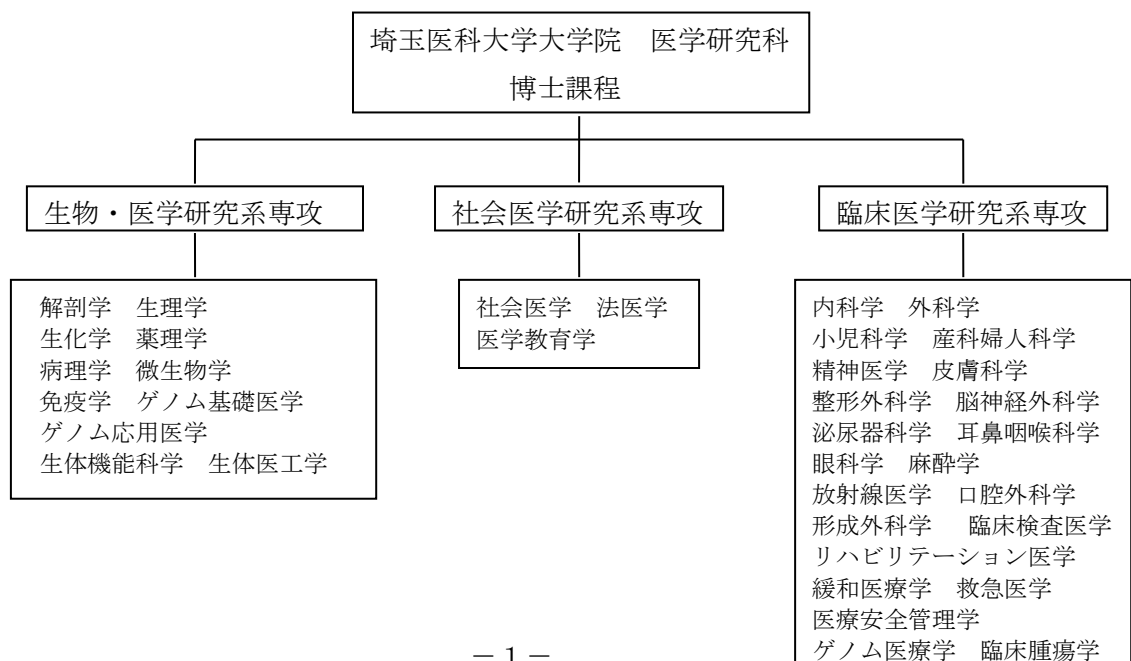 埼玉医科大学大学院　医学研究科
博士課程
生物・医学研究系専攻
社会医学研究系専攻
臨床医学研究系専攻
解剖学　生理学
生化学　薬理学
病理学　微生物学
免疫学　ゲノム基礎医学
ゲノム応用医学
生体機能科学　生体医工学
社会医学　法医学
医学教育学
内科学　外科学
小児科学　産科婦人科学
精神医学　皮膚科学
整形外科学　脳神経外科学
泌尿器科学　耳鼻咽喉科学
眼科学　麻酔学
放射線医学　口腔外科学
形成外科学　臨床検査医学
リハビリテーション医学
緩和医療学　救急医学
医療安全管理学
ゲノム医療学　臨床腫瘍学
－1－